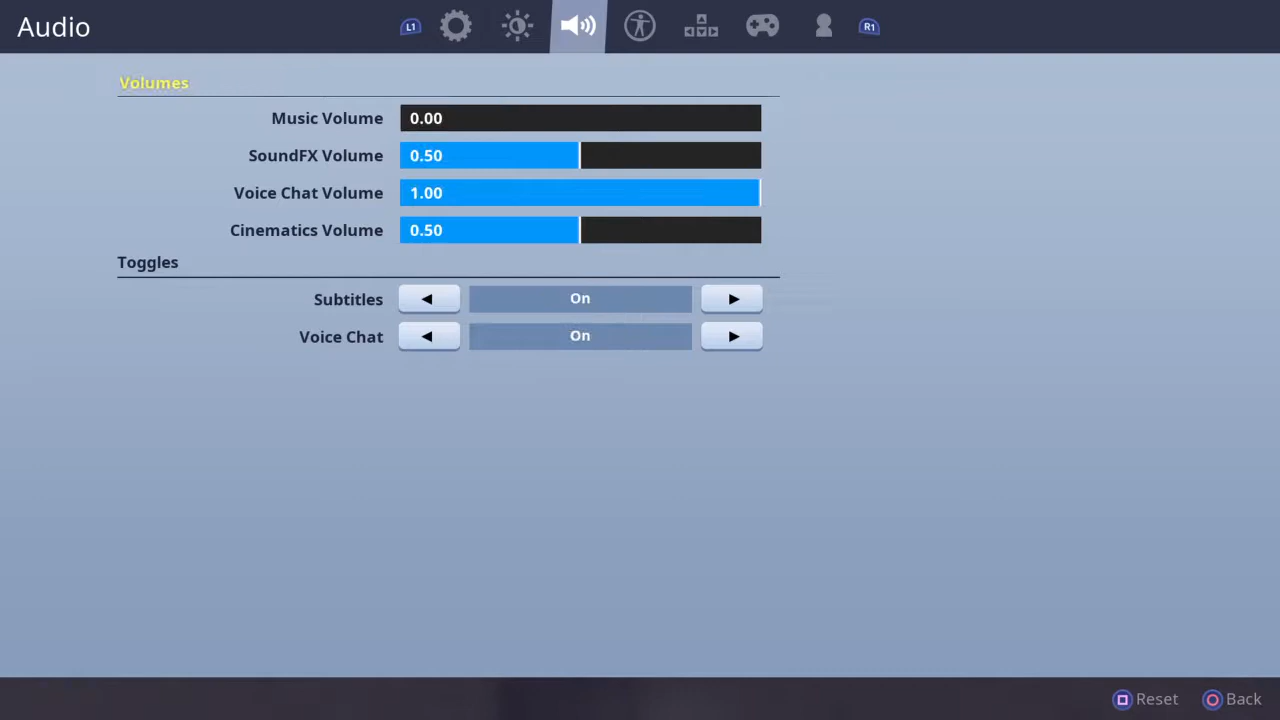 Audio
L1
R1
Volumes
Music Volume 0.00
SoundFX Volume 0.50
Voice Chat Volume 1.00
Cinematics Volume 0.50
Toggles
Subtitles On
Voice Chat On
Reset Back